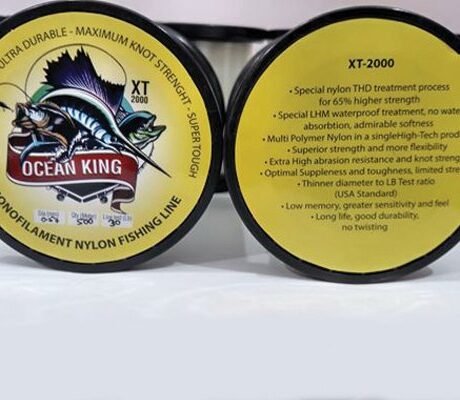 ULTRA DURABLE - MAXIMUM KNOT STRENGHT - SUPER TOUGH
XT
2000
OCEAN KING
500
30
MONOFILAMENT NYLON FISHING LINE
XT-2000
• Special nylon THD treatment process
for 65% higher strength
• Special LHM waterproof treatment, no water
absorption, admirable softness
• Multi Polymer Nylon in a singleHigh-Tech
• Superior strength and more flexibility
• Extra High abrasion resistance and knot
• Optimal Suppleness and toughness, limited
• Thinner diameter to LB Test ratio
(USA Standard)
• Low memory, greater sensitivity and feel
• Long life, good durability,
no twisting